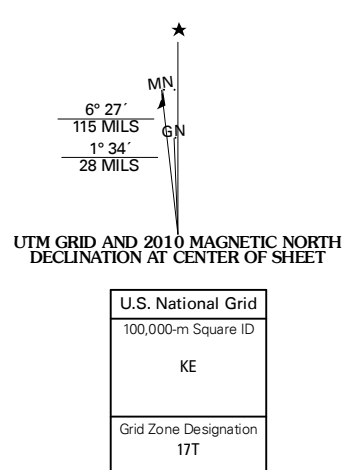 ★
M.N.
6° 27´
115 MILS
GN
1° 34´
28 MILS
UTM GRID AND 2010 MAGNETIC NORTH
DECLINATION AT CENTER OF SHEET
U.S. National Grid
100,000-m Square ID
KE
Grid Zone Designation
17T